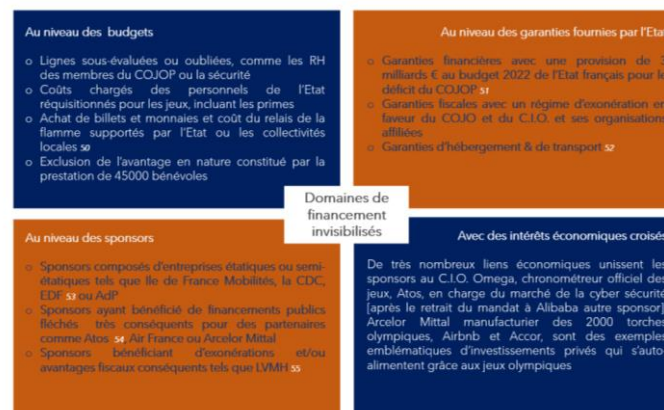 Au niveau des budgets
o Lignes sous-évaluées ou oubliées, comme les RH
des membres du COJOP ou la sécurité
o Coûts chargés des personnels de l'Etat
réquisitionnés pour les jeux, incluant les primes
o Achat de billets et monnaies et coût du relais de la
flamme supportés par l'Etat ou les collectivités
locales 50
o Exclusion de l'avantage en nature constitué par la
prestation de 45000 bénévoles
Au niveau des garanties fournies par l'Etat
o Garanties financières avec une provision de 3
milliards € au budget 2022 de l'Etat français pour le
déficit du COJOP 51
o Garanties fiscales avec un régime d'exonération en
faveur du COJO et du C.I.O. et ses organisations
affiliées
o Garanties d'hébergement & de transport 52
Domaines de
financement
invisibilisés
Au niveau des sponsors
o Sponsors composés d'entreprises étatiques ou semi-
étatiques tels que Ile de France Mobilités, la CDC,
EDF 53 ou AdP
o Sponsors ayant bénéficié de financements publics
fléchés très conséquents pour des partenaires
comme Atos 54, Air France ou Arcelor Mittal
o Sponsors bénéficiant d'exonérations et/ou
avantages fiscaux conséquents tels que LVMH 55
Avec des intérêts économiques croisés
De très nombreux liens économiques unissent les
sponsors au C.I.O. Omega, chronométreur officiel des
jeux, Atos, en charge du marché de la cyber sécurité
[après le retrait du mandat à Alibaba autre sponsor]
Arcelor Mittal manufacturier des 2000 torches
olympiques, Airbnb et Accor, sont des exemples
emblématiques d'investissements privés qui s'auto-
alimentent grâce aux jeux olympiques